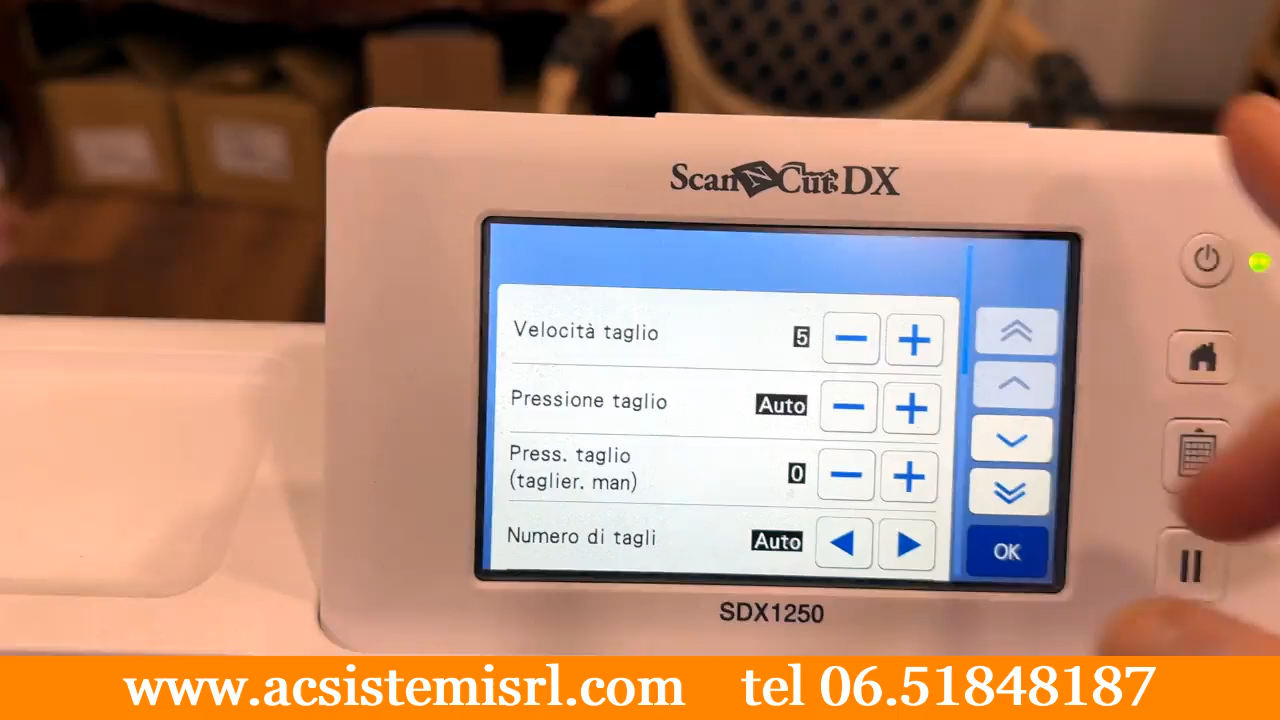 ScanNCut DX
Velocità taglio 5
Pressione taglio Auto
Press. taglio
(taglier. man) 0
Numero di tagli Auto
OK
SDX1250
www.acsistemisrl.com tel 06.51848187